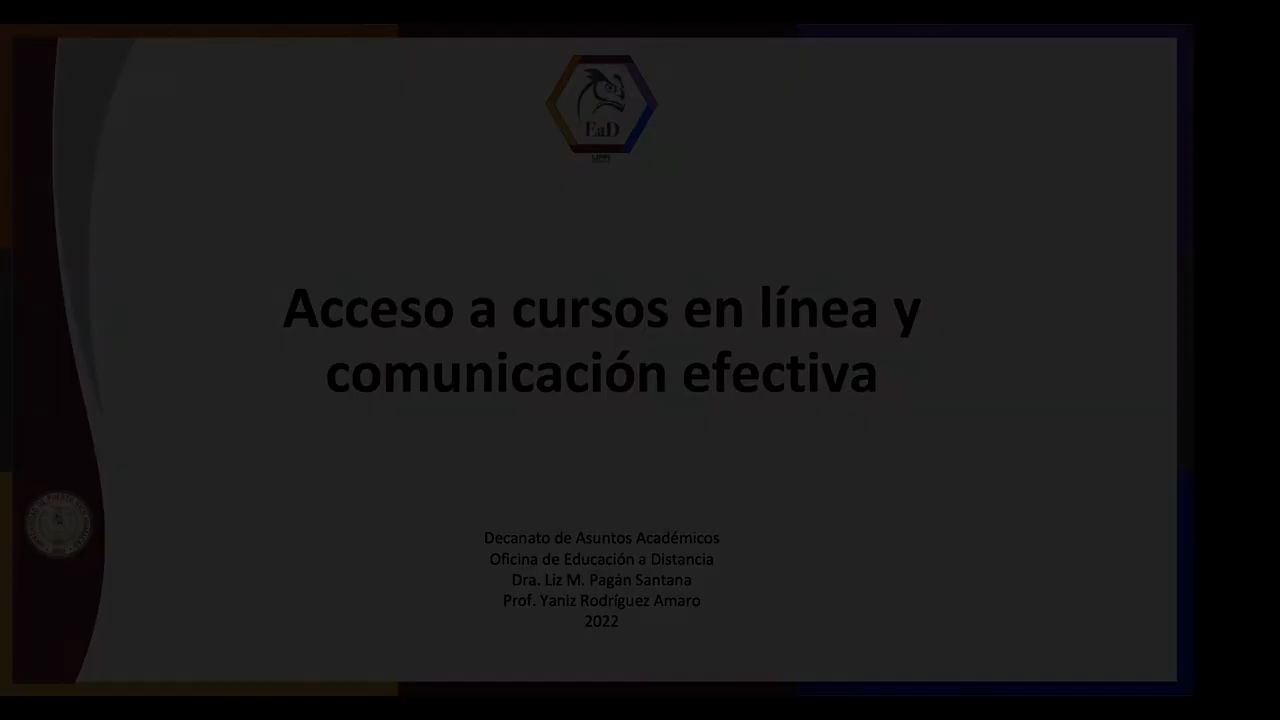 EaD
Acceso a cursos en línea y
comunicación efectiva
Decanato de Asuntos Académicos
Oficina de Educación a Distancia
Dra. Liz M. Pagán Santana
Prof. Yaniz Rodríguez Amaro
2022